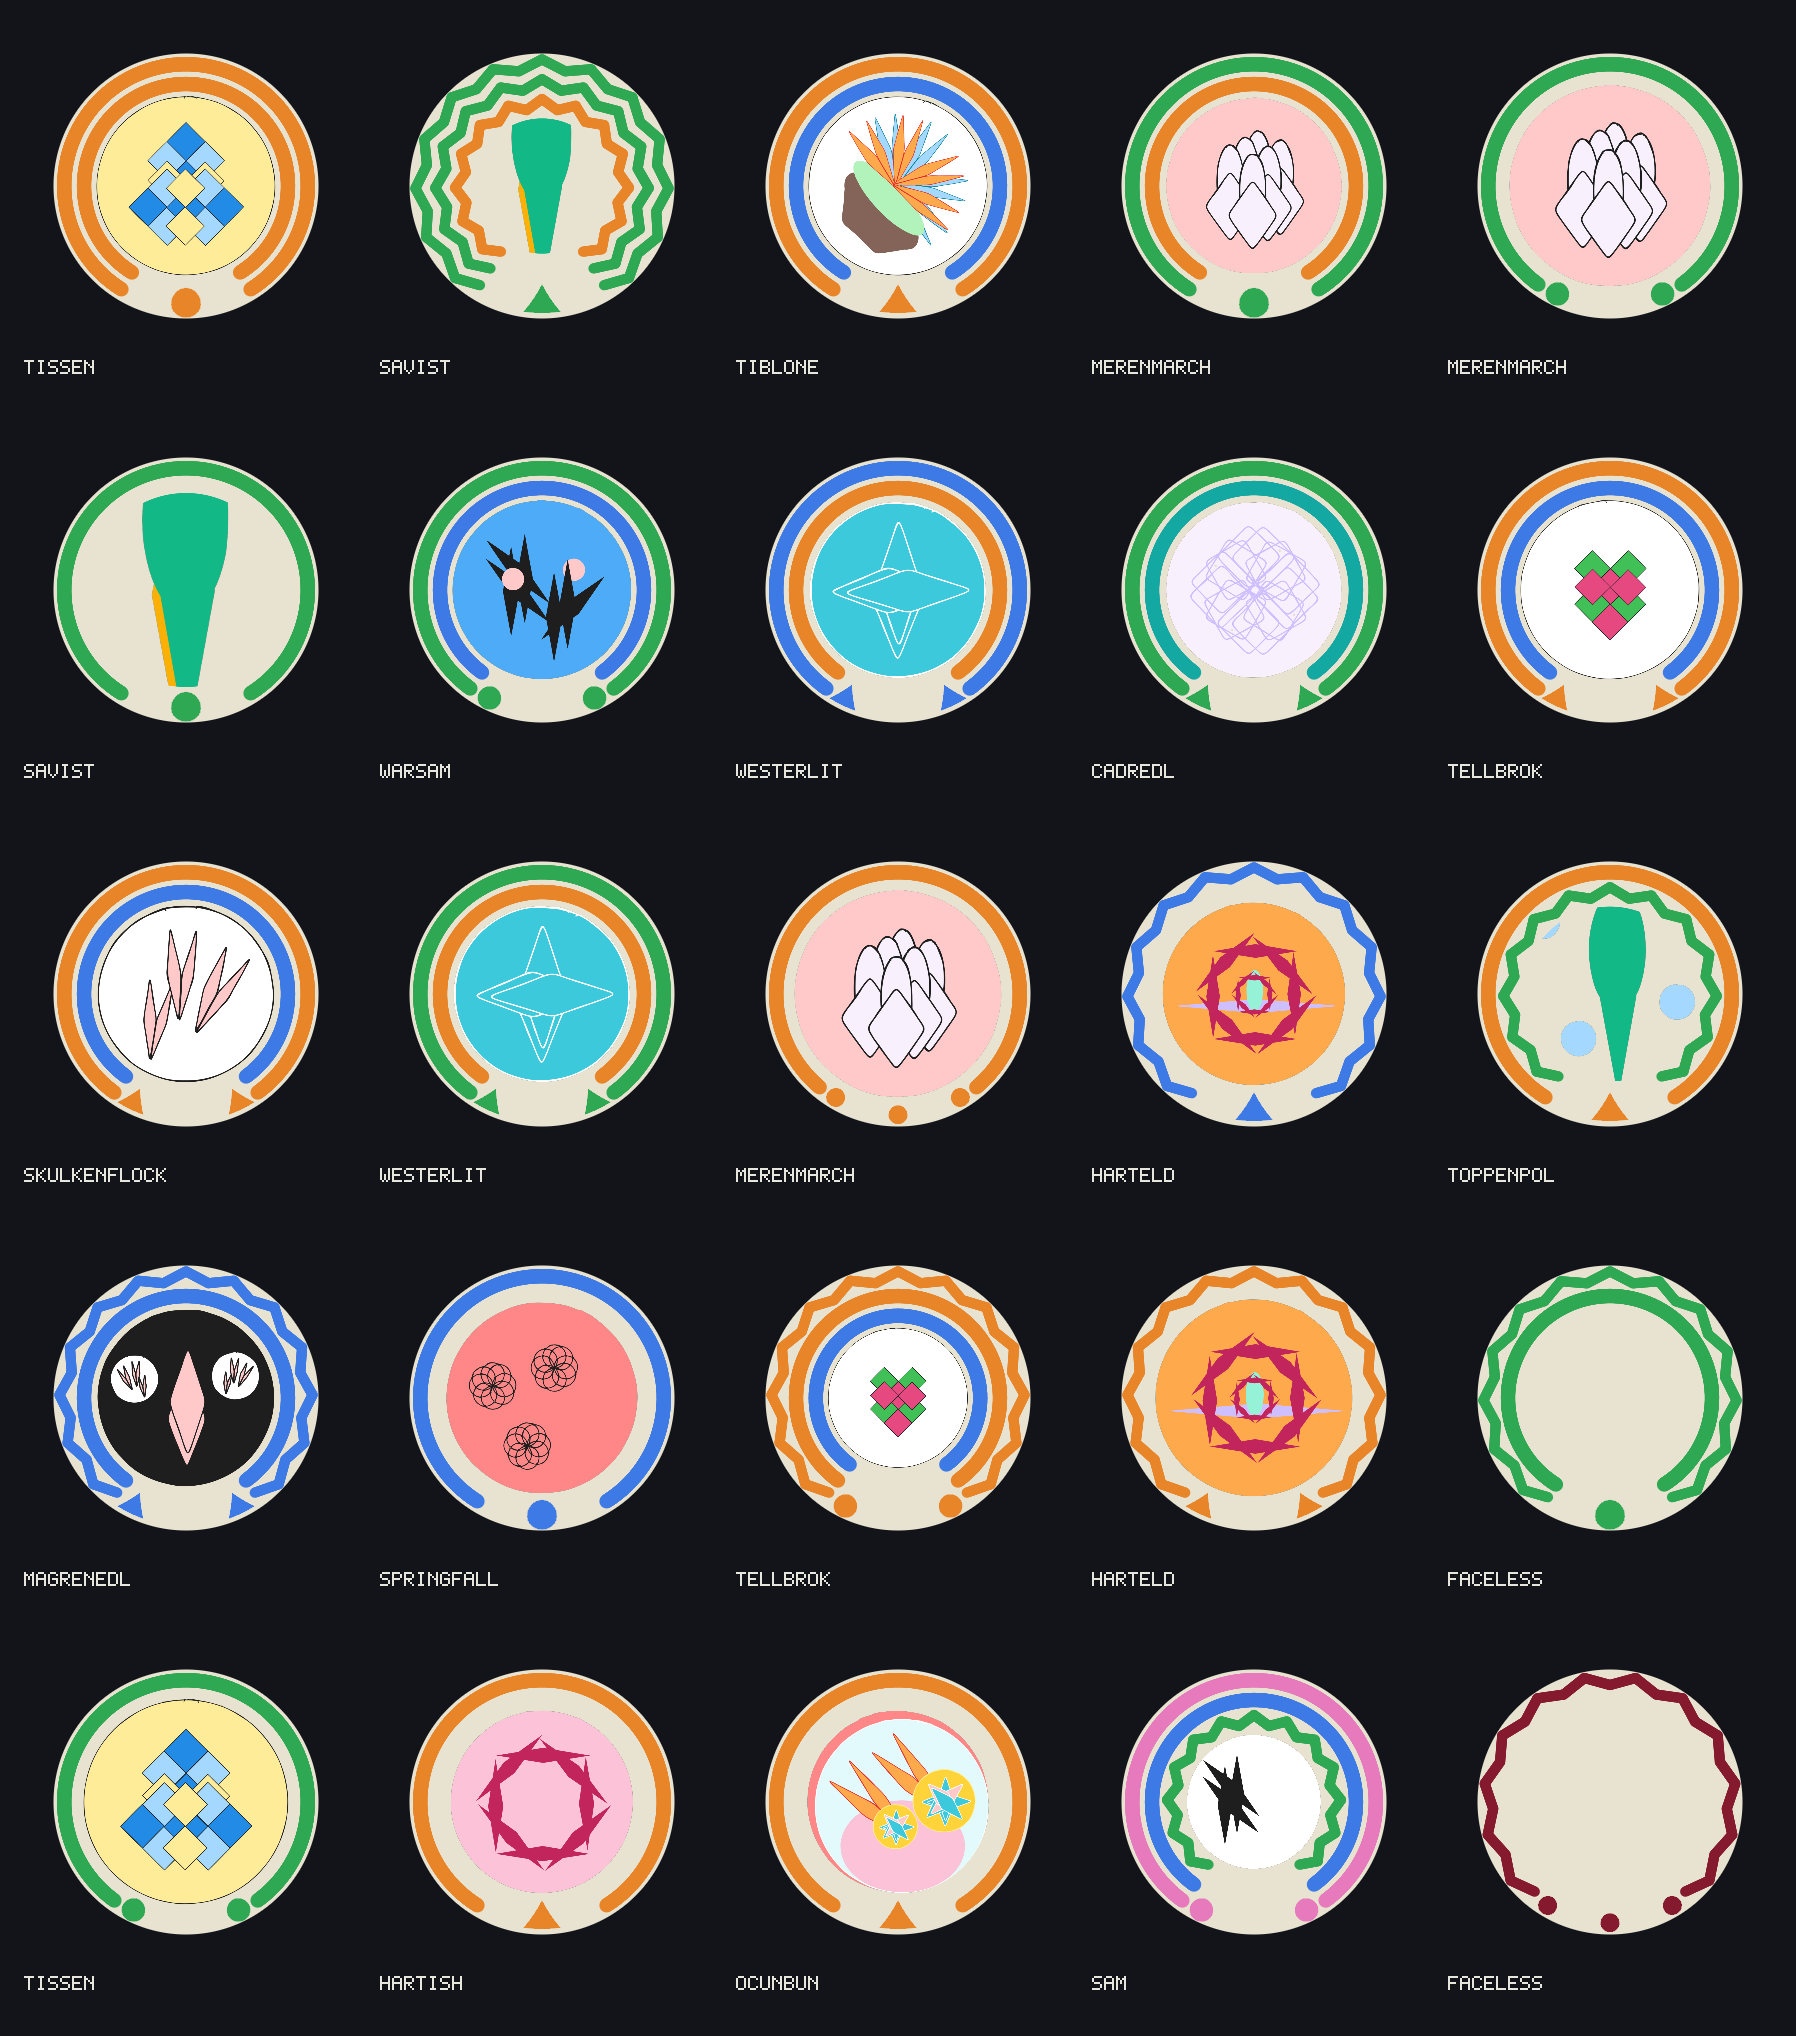 TISSEN
SAVIST
TIBLONE
MERENMARCH
MERENMARCH
SAVIST
WARSAM
WESTERLIT
CADREDL
TELLBROK
SKULKENFLOCK
WESTERLIT
MERENMARCH
HARTELD
TOPPENPOL
MAGRENEDL
SPRINGFALL
TELLBROK
HARTELD
FACELESS
TISSEN
HARTISH
OCUNBUN
SAM
FACELESS